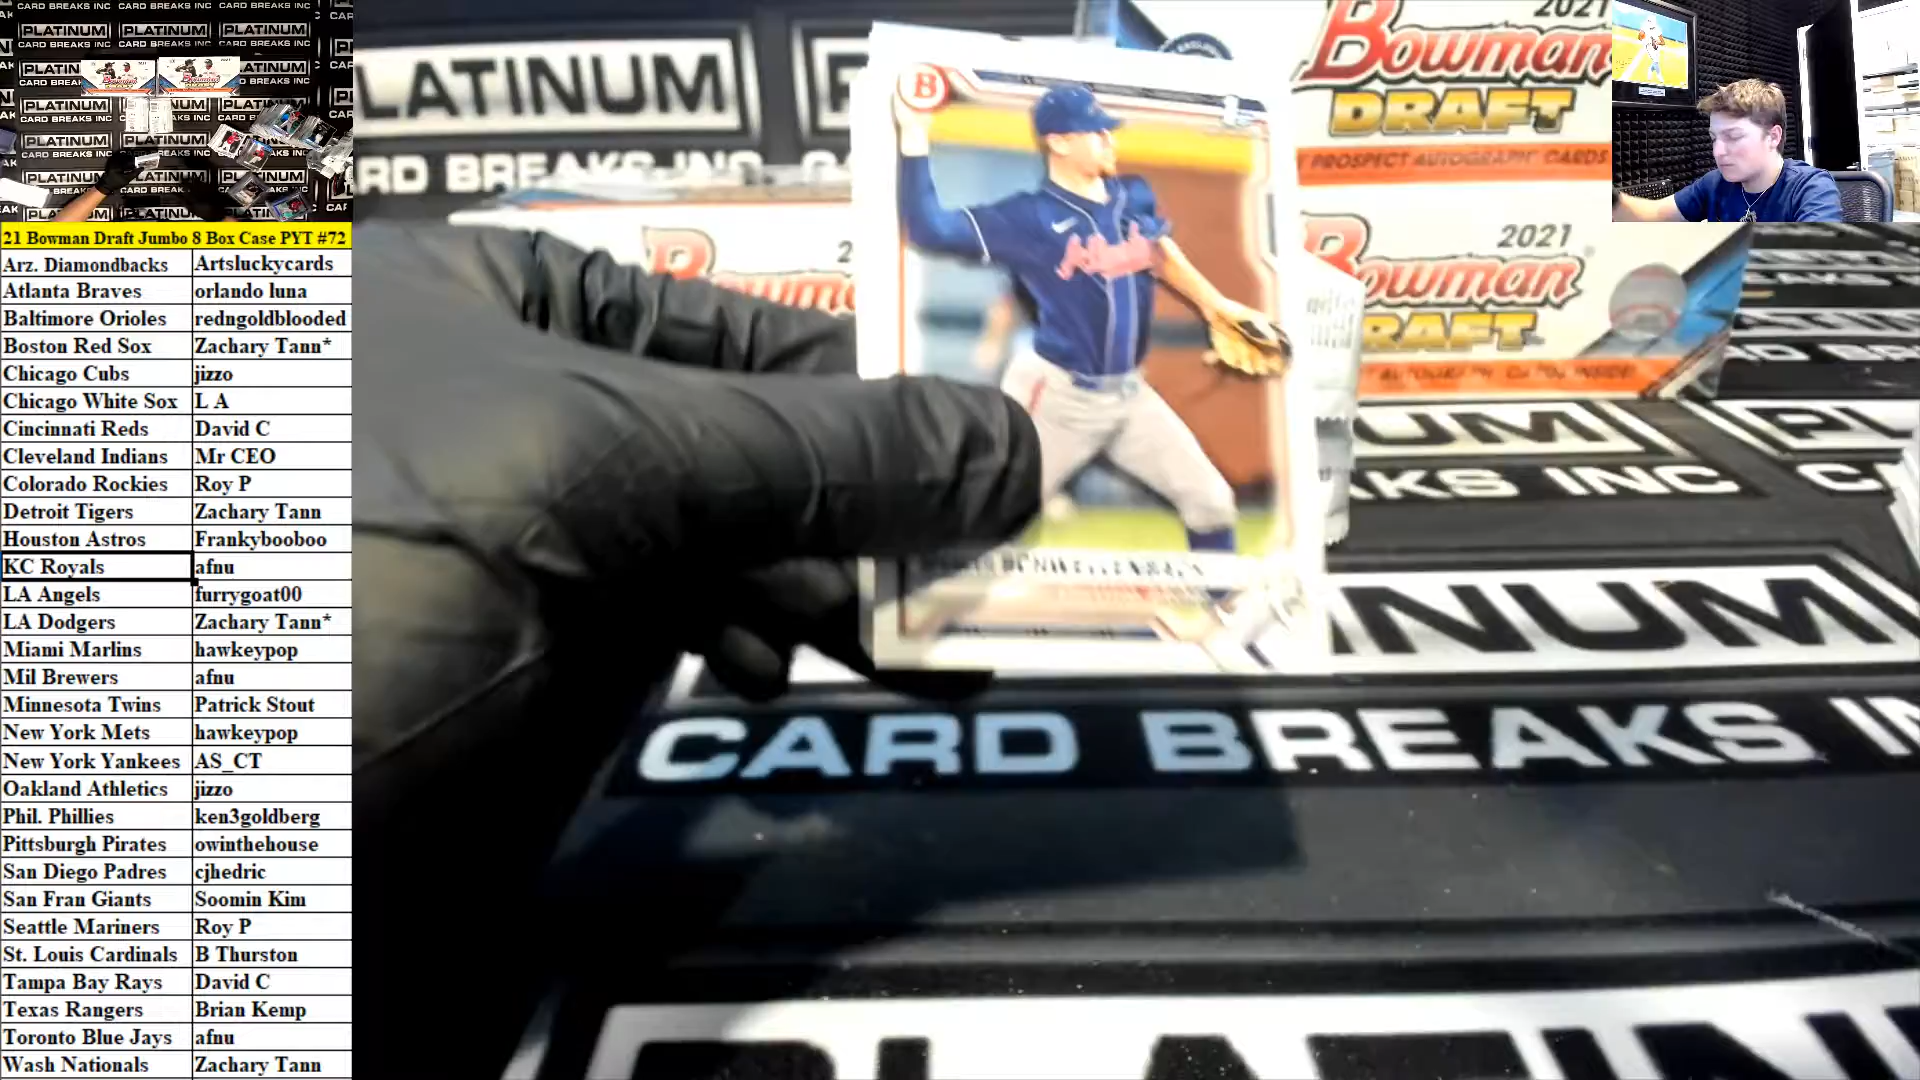 21 Bowman Draft Jumbo 8 Box Case PYT #72
Arz. Diamondbacks Artsluckycards
Atlanta Braves orlando luna
Baltimore Orioles redngoldblooded
Boston Red Sox Zachary Tann*
Chicago Cubs jizzo
Chicago White Sox L A
Cincinnati Reds David C
Cleveland Indians Mr CEO
Colorado Rockies Roy P
Detroit Tigers Zachary Tann
Houston Astros Frankybooboo
KC Royals afnu
LA Angels furrygoat00
LA Dodgers Zachary Tann*
Miami Marlins hawkeypop
Mil Brewers afnu
Minnesota Twins Patrick Stout
New York Mets hawkeypop
New York Yankees AS_CT
Oakland Athletics jizzo
Phil. Phillies ken3goldberg
Pittsburgh Pirates owinthehouse
San Diego Padres cjhedric
San Fran Giants Soomin Kim
Seattle Mariners Roy P
St. Louis Cardinals B Thurston
Tampa Bay Rays David C
Texas Rangers Brian Kemp
Toronto Blue Jays afnu
Wash Nationals Zachary Tann
PLATINUM
CARD BREAKS INC
B
Atlanta
2021
Bowman
DRAFT
PROSPECT AUTOGRAPH CARDS
2021
Bowman
DRAFT
CARD BREAKS IN
PLATINUM